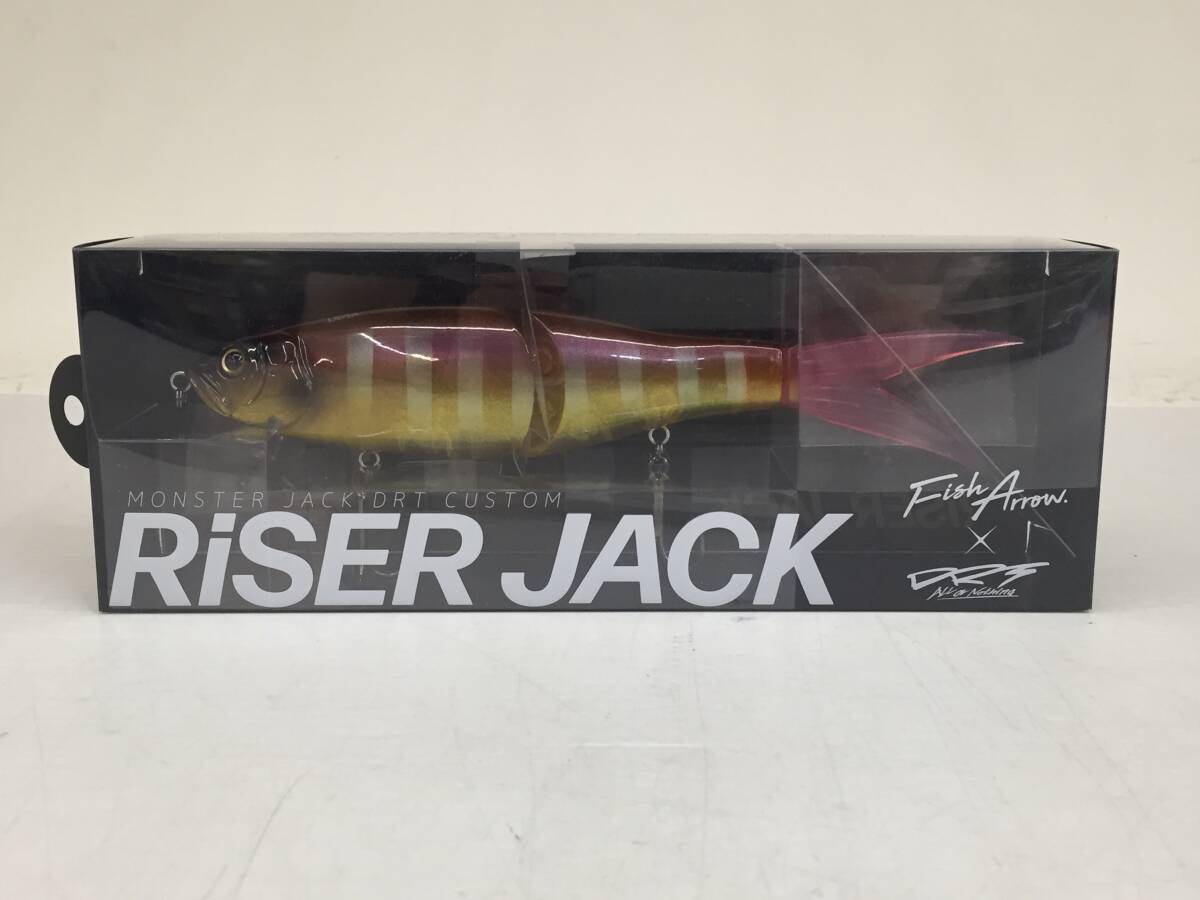 MONSTER JACK DRT CUSTOM
RiSER JACK
Fish Arrow.
×
DRT
ALL OR NOTHING